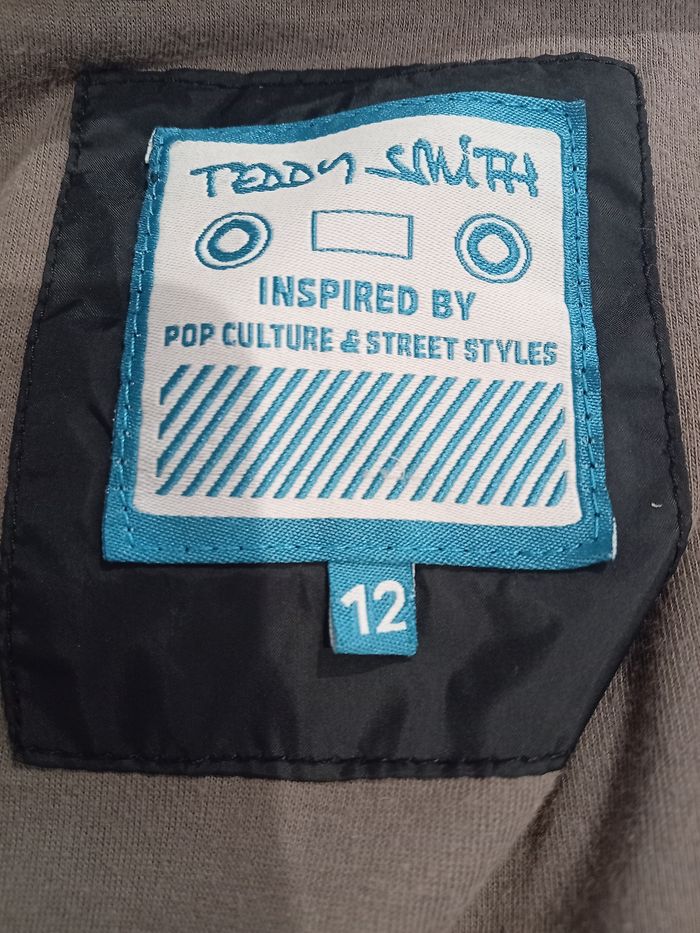 TEDDY SMITH
INSPIRED BY
POP CULTURE & STREET STYLES
12